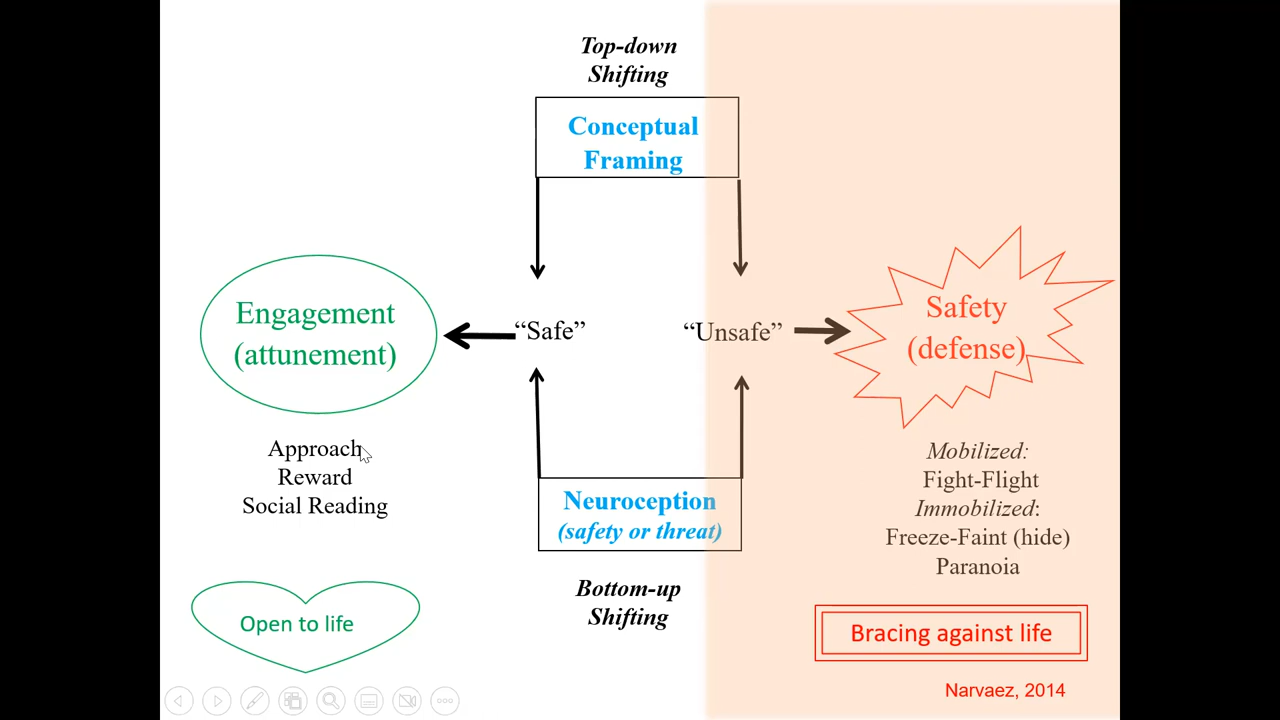 Top-down
Shifting
Conceptual
Framing
Engagement
(attunement)
“Safe”
“Unsafe”
Safety
(defense)
Approach
Reward
Social Reading
Neuroception
(safety or threat)
Mobilized:
Fight-Flight
Immobilized:
Freeze-Faint (hide)
Paranoia
Bottom-up
Shifting
Open to life
Bracing against life
Narvaez, 2014